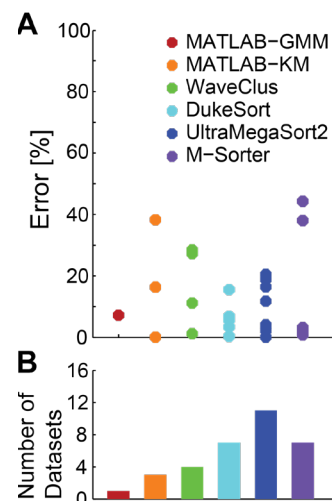 A
100
80
60
40
20
0
Error [%]
MATLAB-GMM
MATLAB-KM
WaveClus
DukeSort
UltraMegaSort2
M-Sorter
B
16
12
8
4
Number of
Datasets